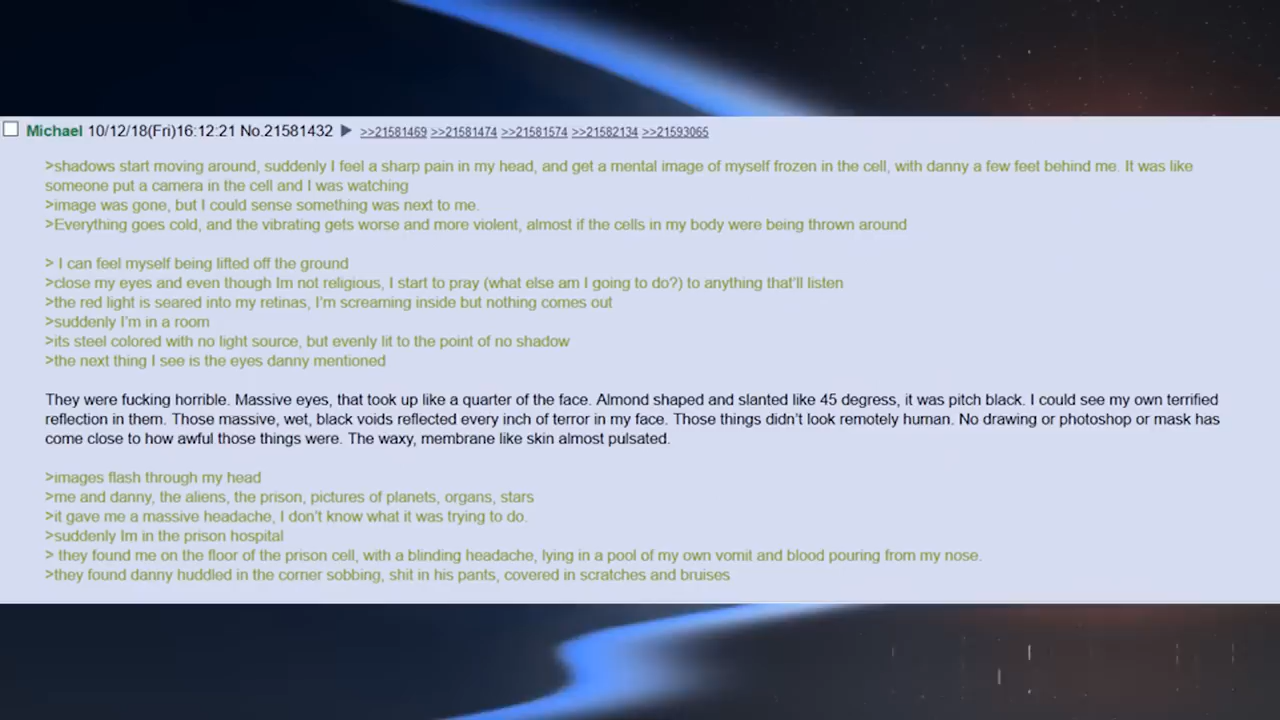 Michael 10/12/18(Fri)16:12:21 No.21581432 ▶ >>21581469 >>21581474 >>21581574 >>21582134 >>21593065
>shadows start moving around, suddenly I feel a sharp pain in my head, and get a mental image of myself frozen in the cell, with danny a few feet behind me. It was like
someone put a camera in the cell and I was watching
>image was gone, but I could sense something was next to me.
>Everything goes cold, and the vibrating gets worse and more violent, almost if the cells in my body were being thrown around
> I can feel myself being lifted off the ground
>close my eyes and even though Im not religious, I start to pray (what else am I going to do?) to anything that'll listen
>the red light is seared into my retinas, I'm screaming inside but nothing comes out
>suddenly I'm in a room
>its steel colored with no light source, but evenly lit to the point of no shadow
>the next thing I see is the eyes danny mentioned
They were fucking horrible. Massive eyes, that took up like a quarter of the face. Almond shaped and slanted like 45 degress, it was pitch black. I could see my own terrified
reflection in them. Those massive, wet, black voids reflected every inch of terror in my face. Those things didn't look remotely human. No drawing or photoshop or mask has
come close to how awful those things were. The waxy, membrane like skin almost pulsated.
>images flash through my head
>me and danny, the aliens, the prison, pictures of planets, organs, stars
>it gave me a massive headache, I don't know what it was trying to do.
>suddenly Im in the prison hospital
> they found me on the floor of the prison cell, with a blinding headache, lying in a pool of my own vomit and blood pouring from my nose.
>they found danny huddled in the corner sobbing, shit in his pants, covered in scratches and bruises